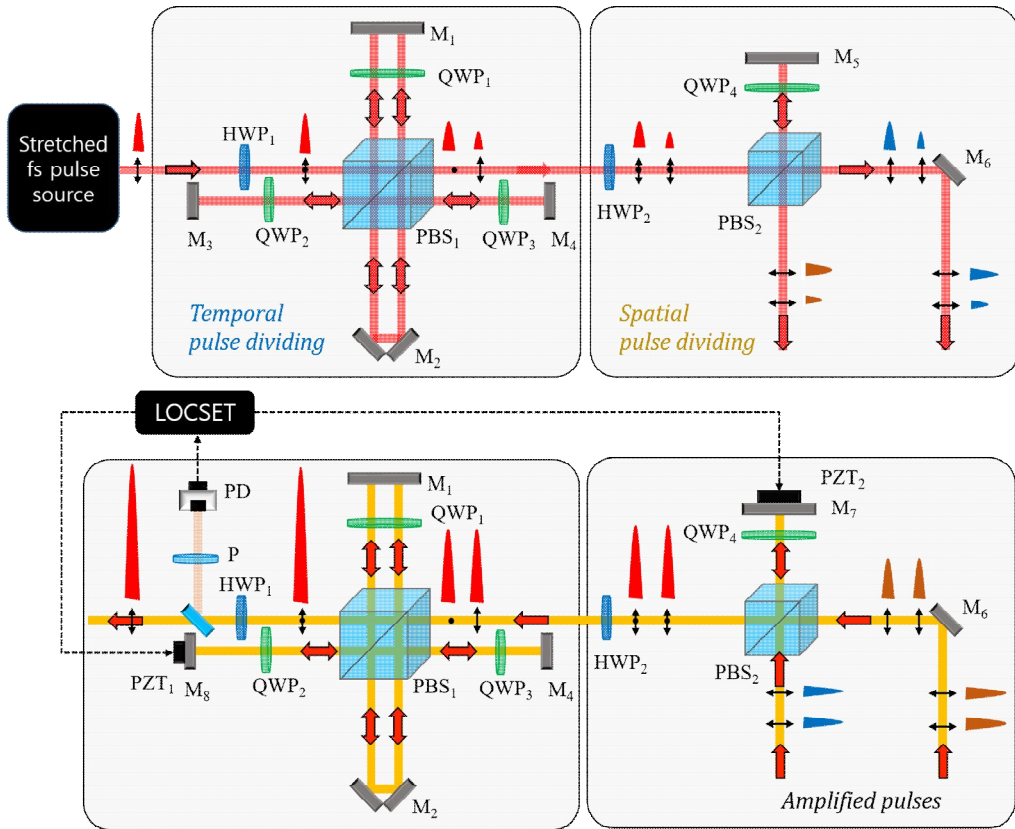 Stretched
fs pulse
source
M1
QWP1
HWP1
M3
QWP2
PBS1
QWP3
M4
M2
Temporal
pulse dividing
M5
QWP4
M6
HWP2
PBS2
Spatial
pulse dividing
LOCSET
PD
P
HWP1
M1
QWP1
PZT1
M8
QWP2
PBS1
QWP3
M4
M2
PZT2
M7
QWP4
M6
HWP2
PBS2
Amplified pulses